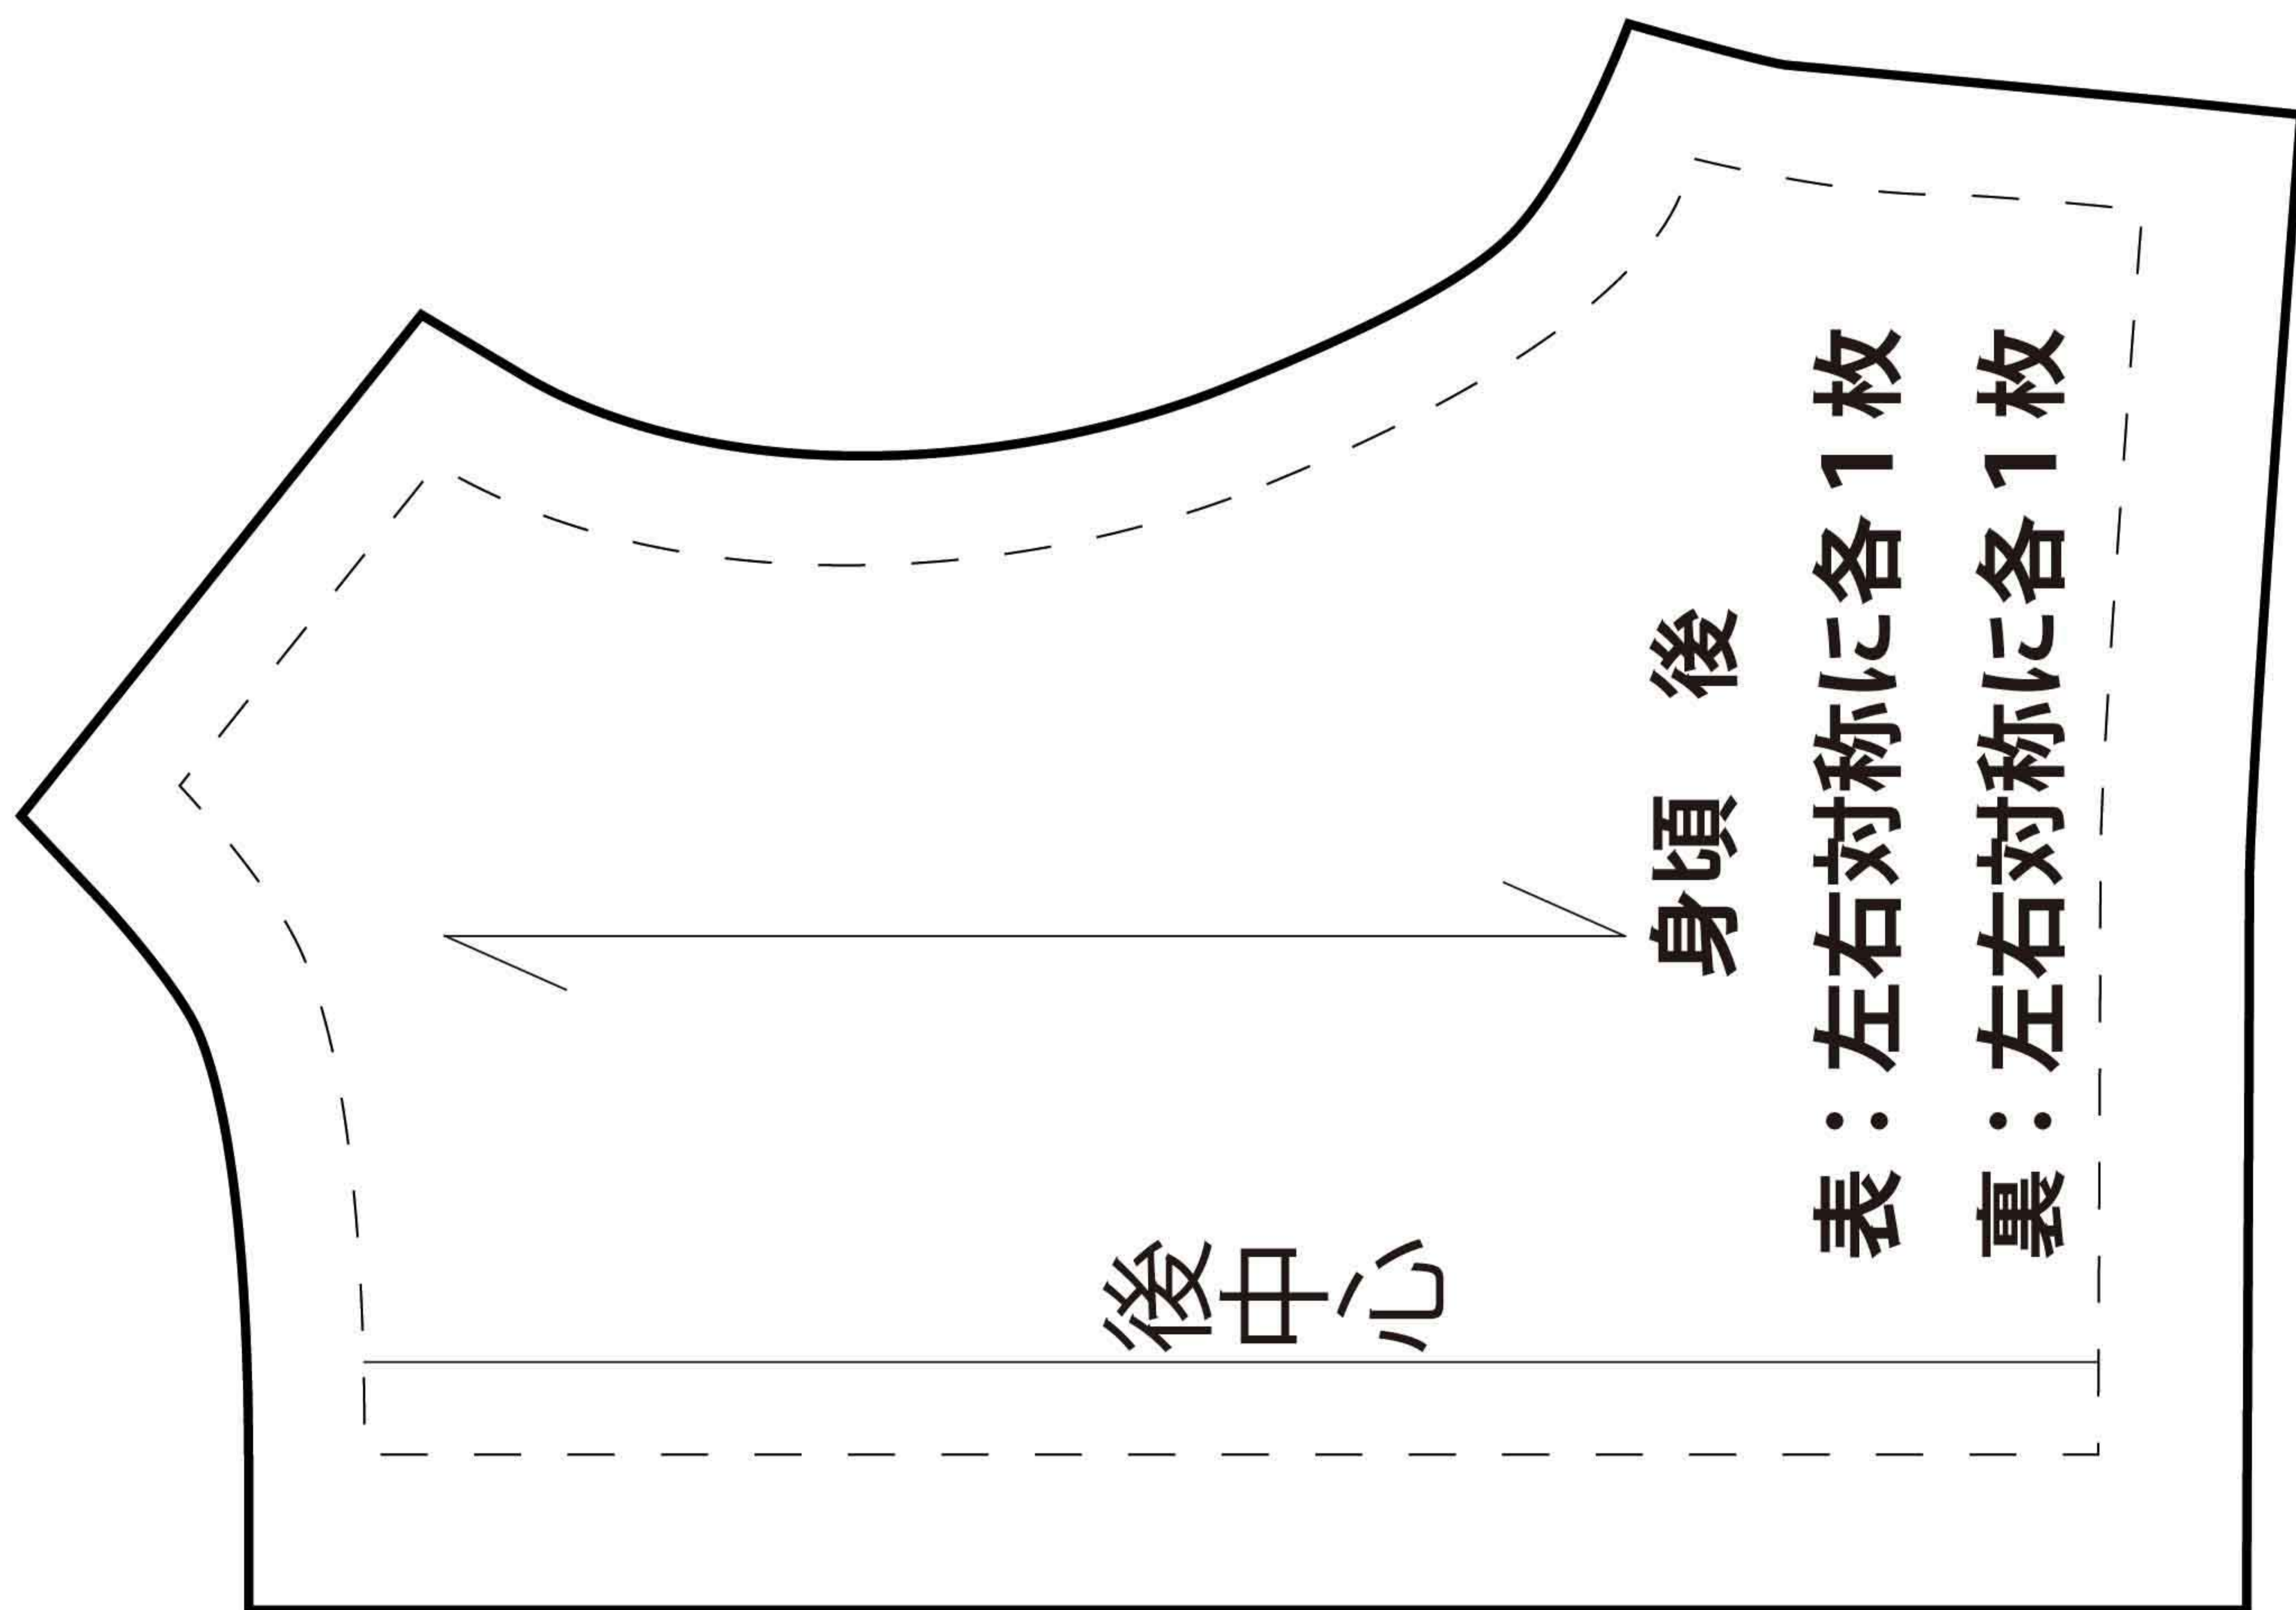 身頃　後
表：左右対称に各1枚
裏：左右対称に各1枚
後中心